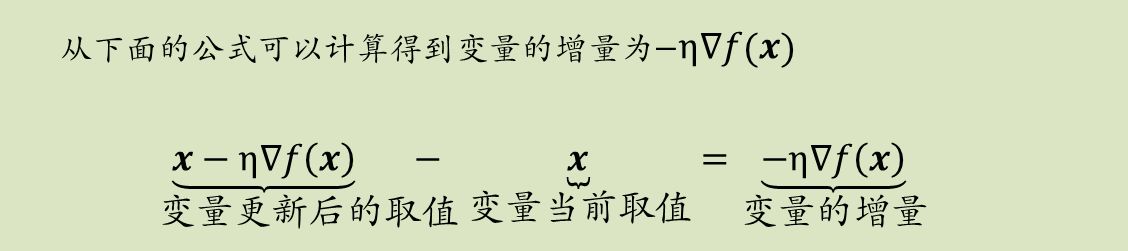 从下面的公式可以计算得到变量的增量为−η∇f(x)
x − η∇f(x) − x = −η∇f(x)
变量更新后的取值 变量当前取值 变量的增量